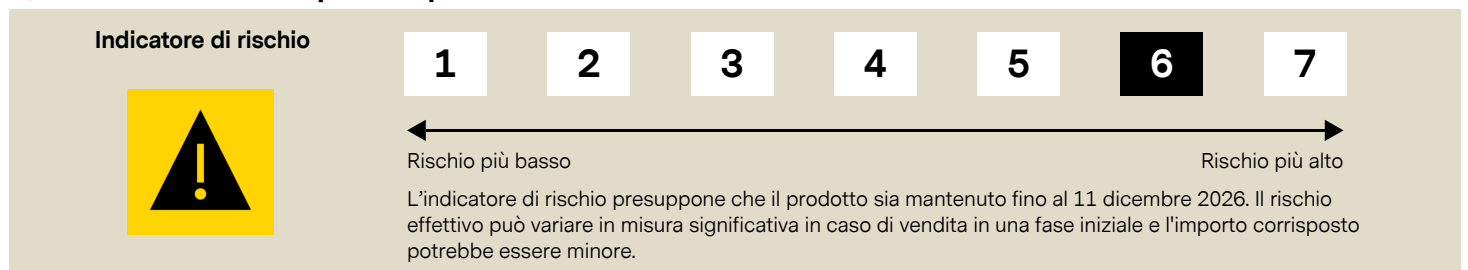 Indicatore di rischio
1 2 3 4 5 6 7
Rischio più basso Rischio più alto
L'indicatore di rischio presuppone che il prodotto sia mantenuto fino al 11 dicembre 2026. Il rischio
effettivo può variare in misura significativa in caso di vendita in una fase iniziale e l'importo corrisposto
potrebbe essere minore.